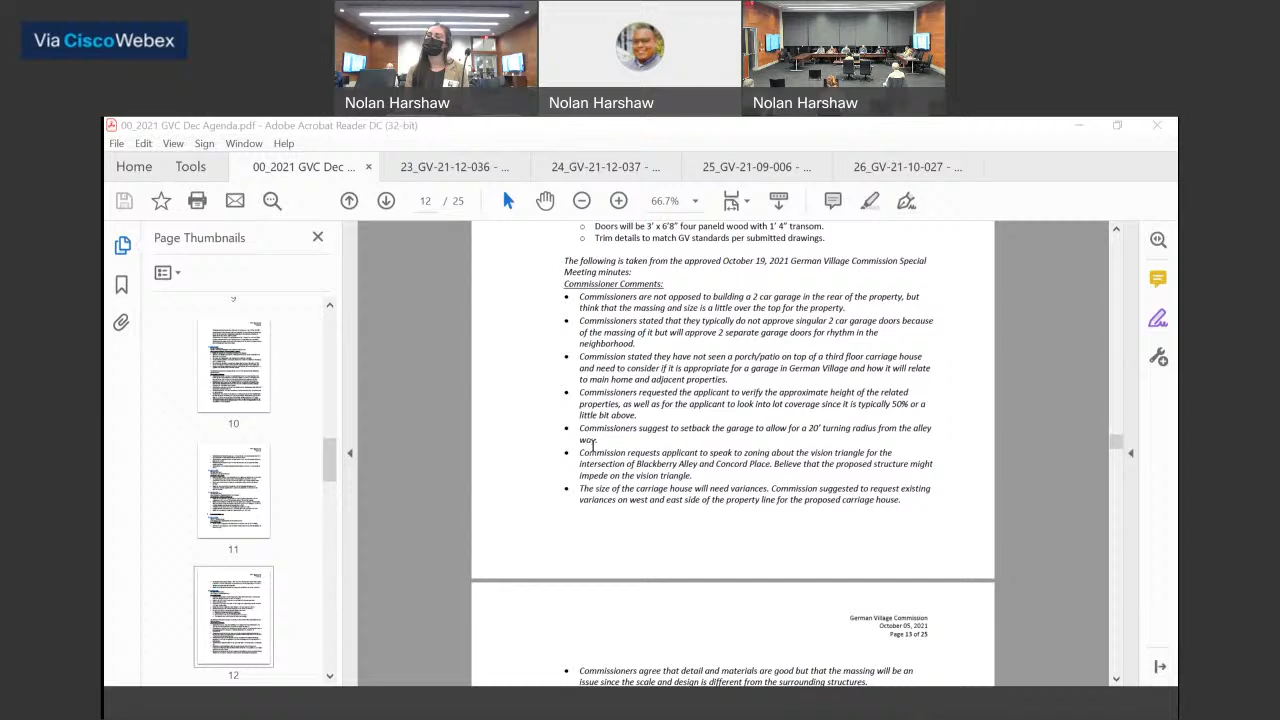 Via CiscoWebex
Nolan Harshaw
Nolan Harshaw
Nolan Harshaw
00_2021 GVC Dec Agenda.pdf - Adobe Acrobat Reader DC (32-bit)
File Edit View Sign Window Help
Home Tools 00_2021 GVC Dec ... × 23_GV-21-12-036 - ... 24_GV-21-12-037 - ... 25_GV-21-09-006 - ... 26_GV-21-10-027 - ...
12 / 25 66.7%
Page Thumbnails
9
10
11
12
○ Doors will be 3' x 6'8" four paneld wood with 1' 4" transom.
○ Trim details to match GV standards per submitted drawings.
The following is taken from the approved October 19, 2021 German Village Commission Special
Meeting minutes:
Commissioner Comments:
• Commissioners are not opposed to building a 2 car garage in the rear of the property, but
think that the massing and size is a little over the top for the property.
• Commissioners stated that they typically do not approve singular 2 car garage doors because
of the massing of it but will approve 2 separate garage doors for rhythm in the
neighborhood.
• Commission stated they have not seen a porch/patio on top of a third floor carriage house
and need to consider if it is appropriate for a garage in German Village and how it will relate
to main home and adjacent properties.
• Commissioners requested the applicant to verify the approximate height of the related
properties, as well as for the applicant to look into lot coverage since it is typically 50% or a
little bit above.
• Commissioners suggest to setback the garage to allow for a 20' turning radius from the alley
way.
• Commission requests applicant to speak to zoning about the vision triangle for the
intersection of Blackberry Alley and Concord Place. Believe that the proposed structure might
impede on the vision triangle.
• The size of the carriage house will need variances. Commission suggested to request existing
variances on west and east side of the property line for the proposed carriage house.
German Village Commission
October 05, 2021
Page 13 of 25
• Commissioners agree that detail and materials are good but that the massing will be an
issue since the scale and design is different from the surrounding structures.